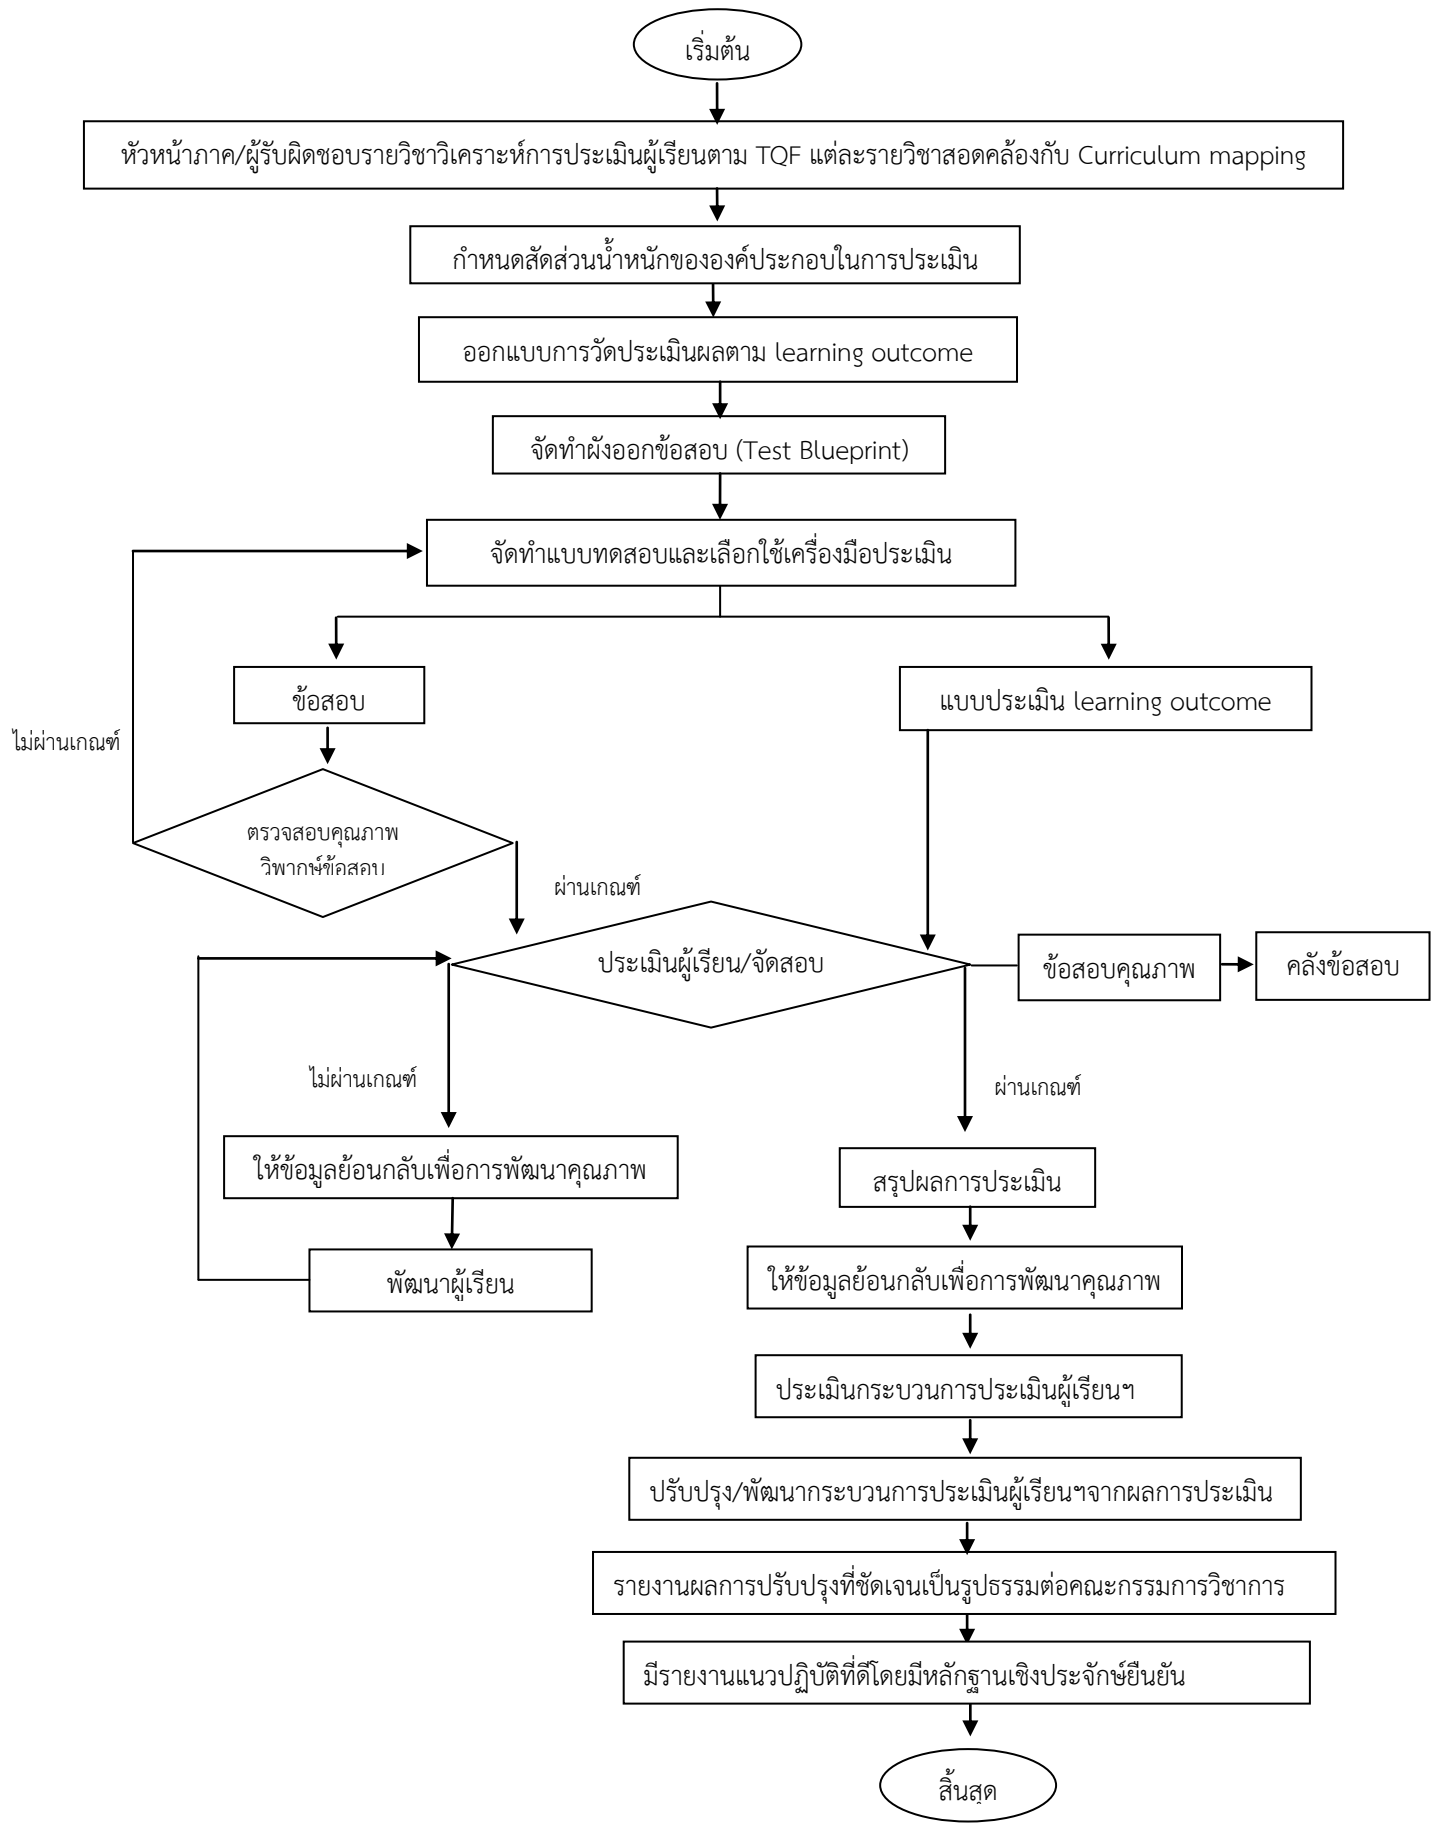 เริ่มต้น
หัวหน้าภาค/ผู้รับผิดชอบรายวิชาวิเคราะห์การประเมินผู้เรียนตาม TQF แต่ละรายวิชาสอดคล้องกับ Curriculum mapping
กำหนดสัดส่วนน้ำหนักขององค์ประกอบในการประเมิน
ออกแบบการวัดประเมินผลตาม learning outcome
จัดทำผังออกข้อสอบ (Test Blueprint)
จัดทำแบบทดสอบและเลือกใช้เครื่องมือประเมิน
ข้อสอบ
แบบประเมิน learning outcome
ไม่ผ่านเกณฑ์
ตรวจสอบคุณภาพ
วิพากษ์ข้อสอบ
ผ่านเกณฑ์
ประเมินผู้เรียน/จัดสอบ
ข้อสอบคุณภาพ
คลังข้อสอบ
ไม่ผ่านเกณฑ์
ผ่านเกณฑ์
ให้ข้อมูลย้อนกลับเพื่อการพัฒนาคุณภาพ
สรุปผลการประเมิน
พัฒนาผู้เรียน
ให้ข้อมูลย้อนกลับเพื่อการพัฒนาคุณภาพ
ประเมินกระบวนการประเมินผู้เรียนฯ
ปรับปรุง/พัฒนากระบวนการประเมินผู้เรียนฯจากผลการประเมิน
รายงานผลการปรับปรุงที่ชัดเจนเป็นรูปธรรมต่อคณะกรรมการวิชาการ
มีรายงานแนวปฏิบัติที่ดีโดยมีหลักฐานเชิงประจักษ์ยืนยัน
สิ้นสุด